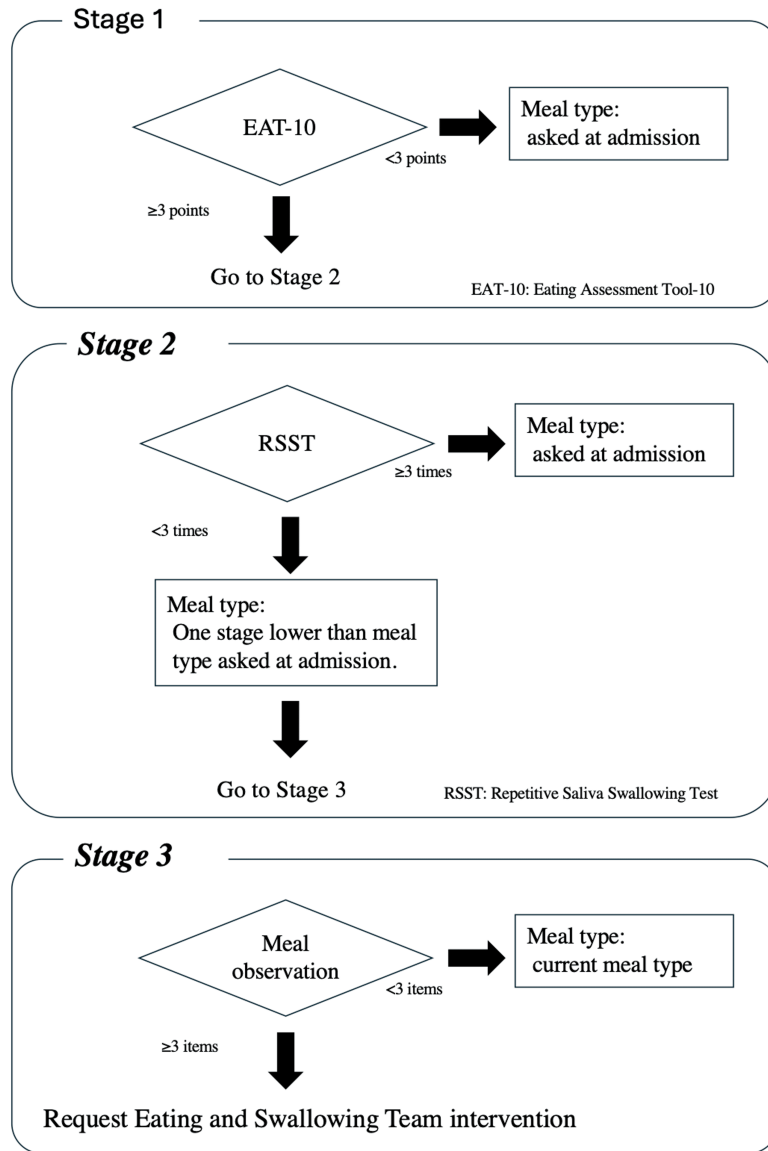 Stage 1
EAT-10
<3 points
Meal type:
asked at admission
≥3 points
Go to Stage 2
EAT-10: Eating Assessment Tool-10
Stage 2
RSST
≥3 times
Meal type:
asked at admission
<3 times
Meal type:
One stage lower than meal
type asked at admission.
Go to Stage 3
RSST: Repetitive Saliva Swallowing Test
Stage 3
Meal
observation
<3 items
Meal type:
current meal type
≥3 items
Request Eating and Swallowing Team intervention